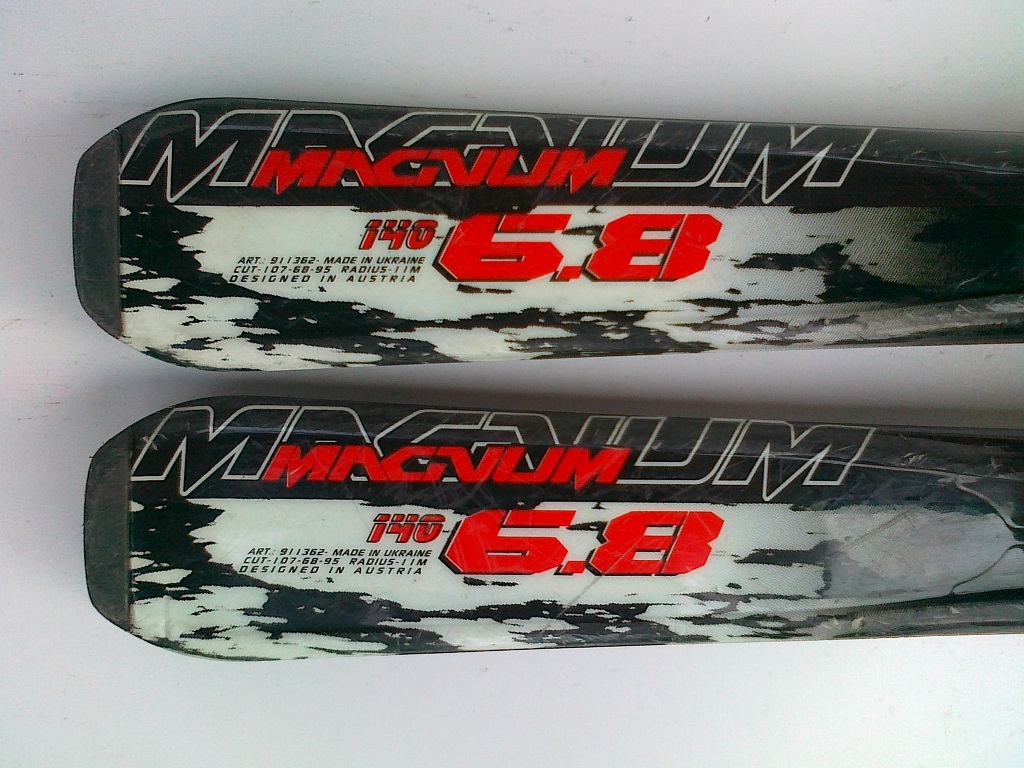 MAGNUM
MAGNUM
140 6.8
ART.: 911362- MADE IN UKRAINE
CUT-107-68-95 RADIUS-11M
DESIGNED IN AUSTRIA
MAGNUM
MAGNUM
140 6.8
ART.: 911362- MADE IN UKRAINE
CUT-107-68-95 RADIUS-11M
DESIGNED IN AUSTRIA